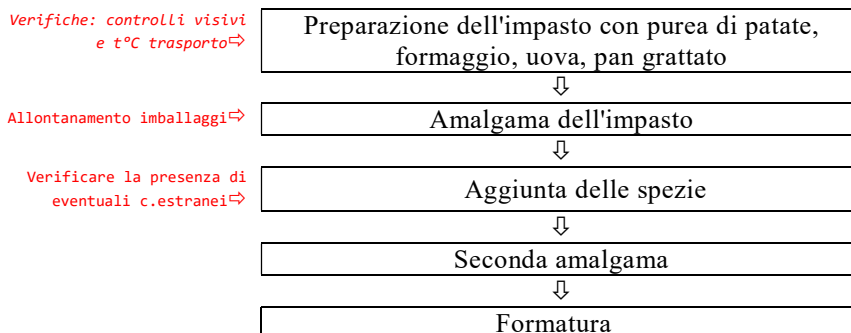 Verifiche: controlli visivi
e t°C trasporto⇨
Preparazione dell'impasto con purea di patate,
formaggio, uova, pan grattato
⇩
Allontanamento imballaggi⇨
Amalgama dell'impasto
⇩
Verificare la presenza di
eventuali c.estranei⇨
Aggiunta delle spezie
⇩
Seconda amalgama
⇩
Formatura